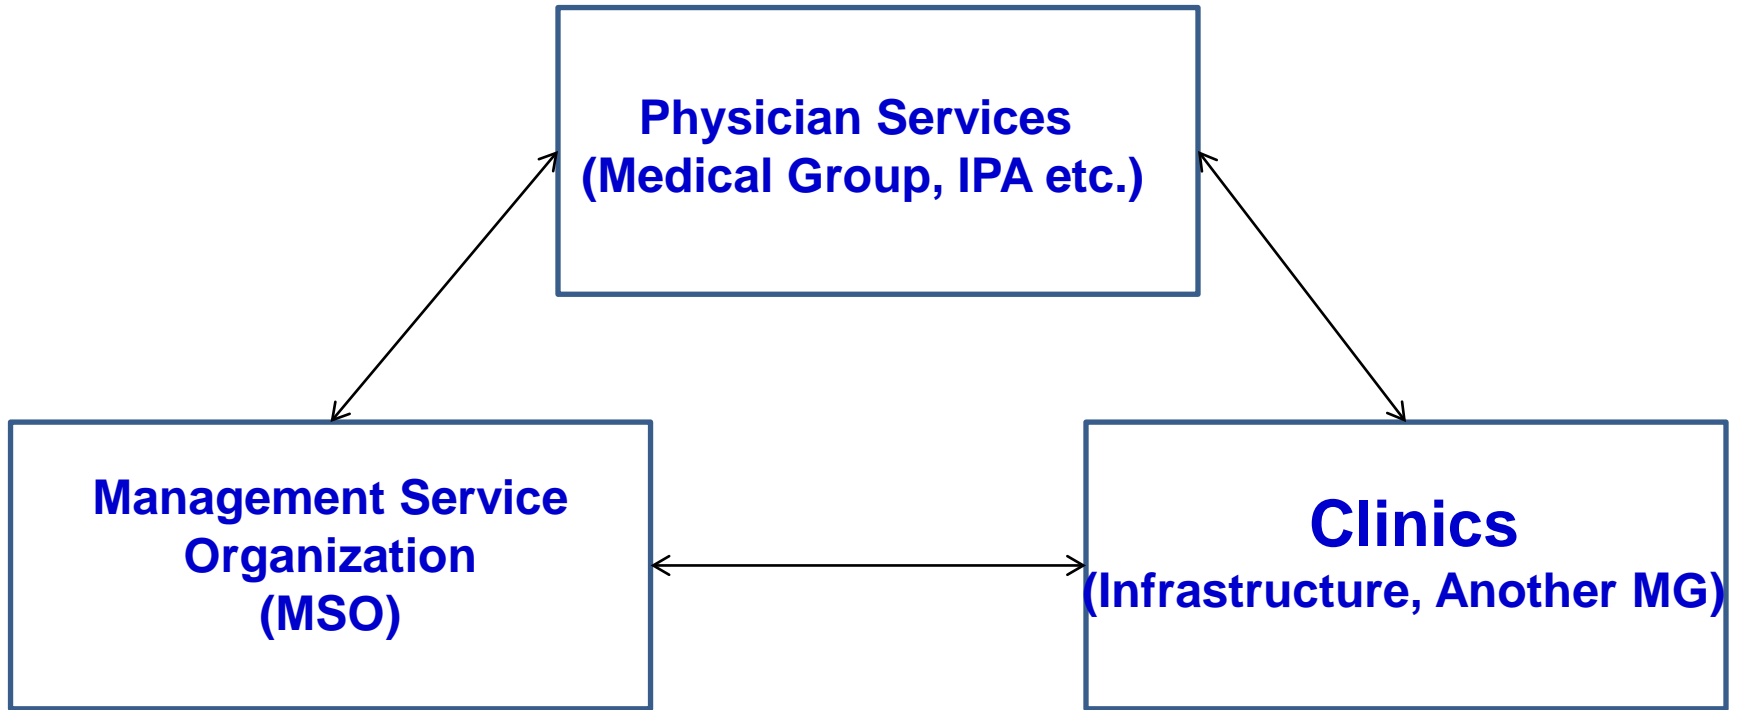 Physician Services
(Medical Group, IPA etc.)
Management Service
Organization
(MSO)
Clinics
(Infrastructure, Another MG)